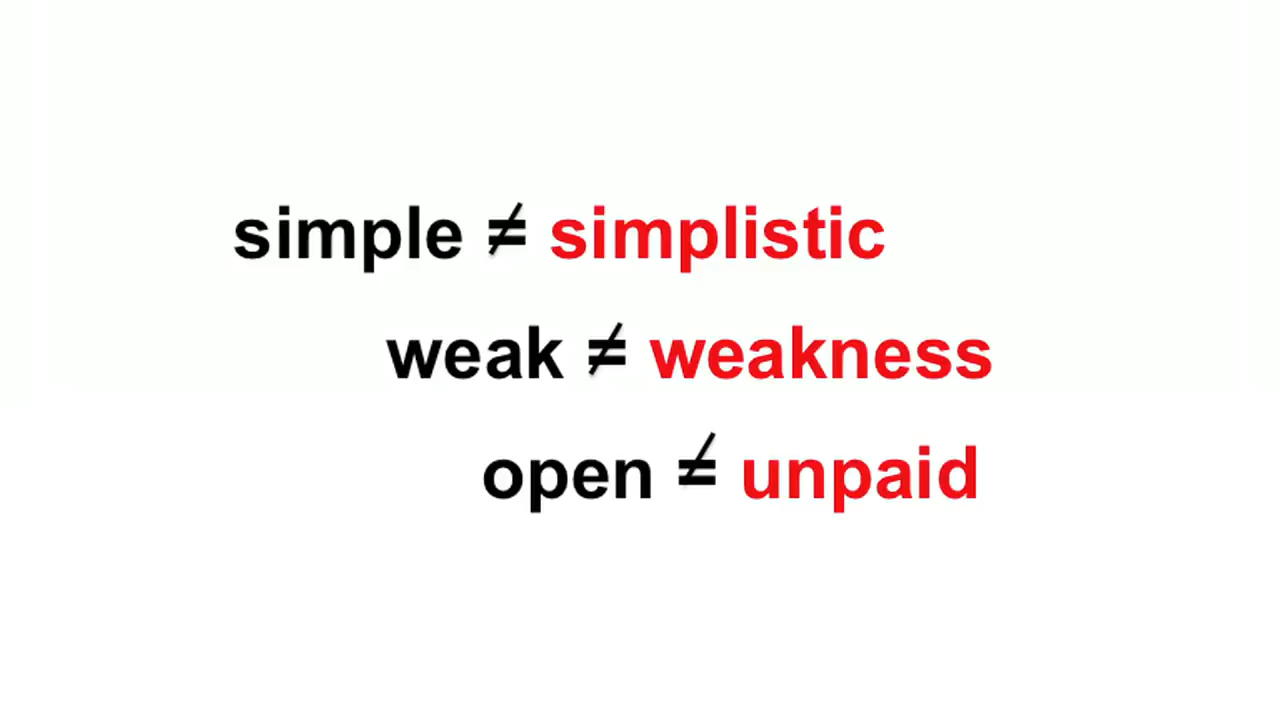 simple ≠ simplistic
weak ≠ weakness
open ≠ unpaid